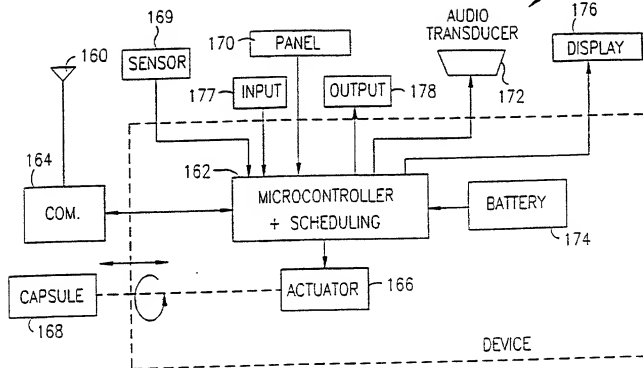 169
160
SENSOR
170
PANEL
AUDIO
TRANSDUCER
172
176
DISPLAY
177
INPUT
OUTPUT
178
164
COM.
162
MICROCONTROLLER
+ SCHEDULING
BATTERY
174
CAPSULE
168
ACTUATOR
166
DEVICE